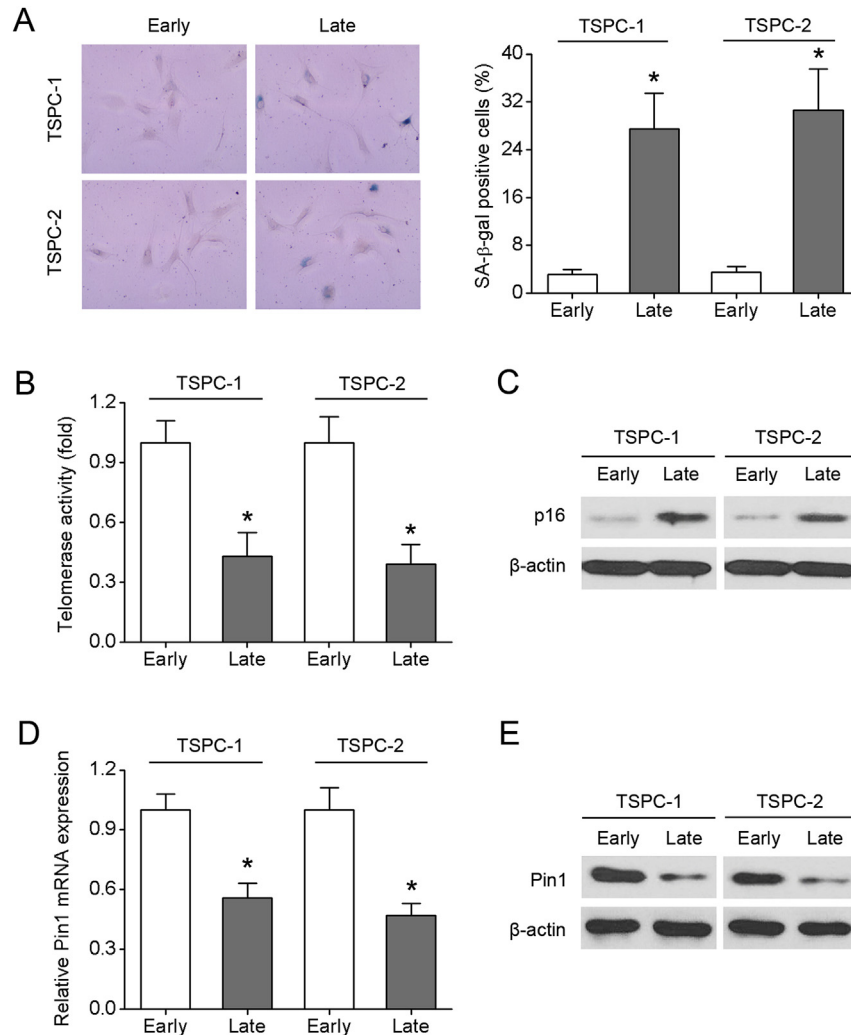 A
Early Late
TSPC-1
TSPC-2
TSPC-1 TSPC-2
SA-β-gal positive cells (%)
40
32
24
16
8
0
* *
Early Late Early Late
B
TSPC-1 TSPC-2
Telomerase activity (fold)
1.2
0.9
0.6
0.3
0.0
* *
Early Late Early Late
C
TSPC-1 TSPC-2
Early Late Early Late
p16
β-actin
D
TSPC-1 TSPC-2
Relative Pin1 mRNA expression
1.2
0.9
0.6
0.3
0.0
* *
Early Late Early Late
E
TSPC-1 TSPC-2
Early Late Early Late
Pin1
β-actin